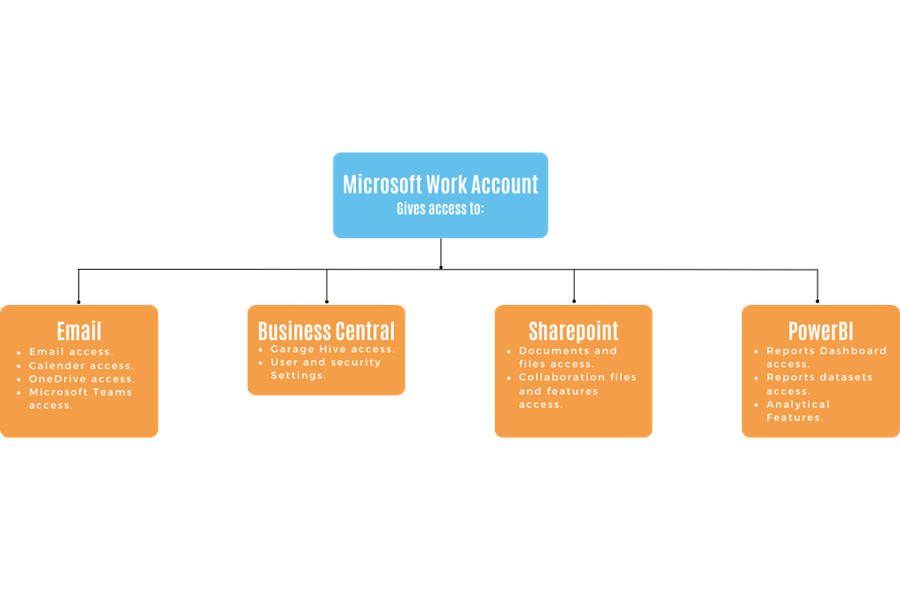 Microsoft Work Account
Gives access to:
Email
• Email access.
• Calender access.
• OneDrive access.
• Microsoft Teams
access.
Business Central
• Garage Hive access.
• User and security
Settings.
Sharepoint
• Documents and
files access.
• Collaboration files
and features
access.
PowerBI
• Reports Dashboard
access.
• Reports datasets
access.
• Analytical
Features.